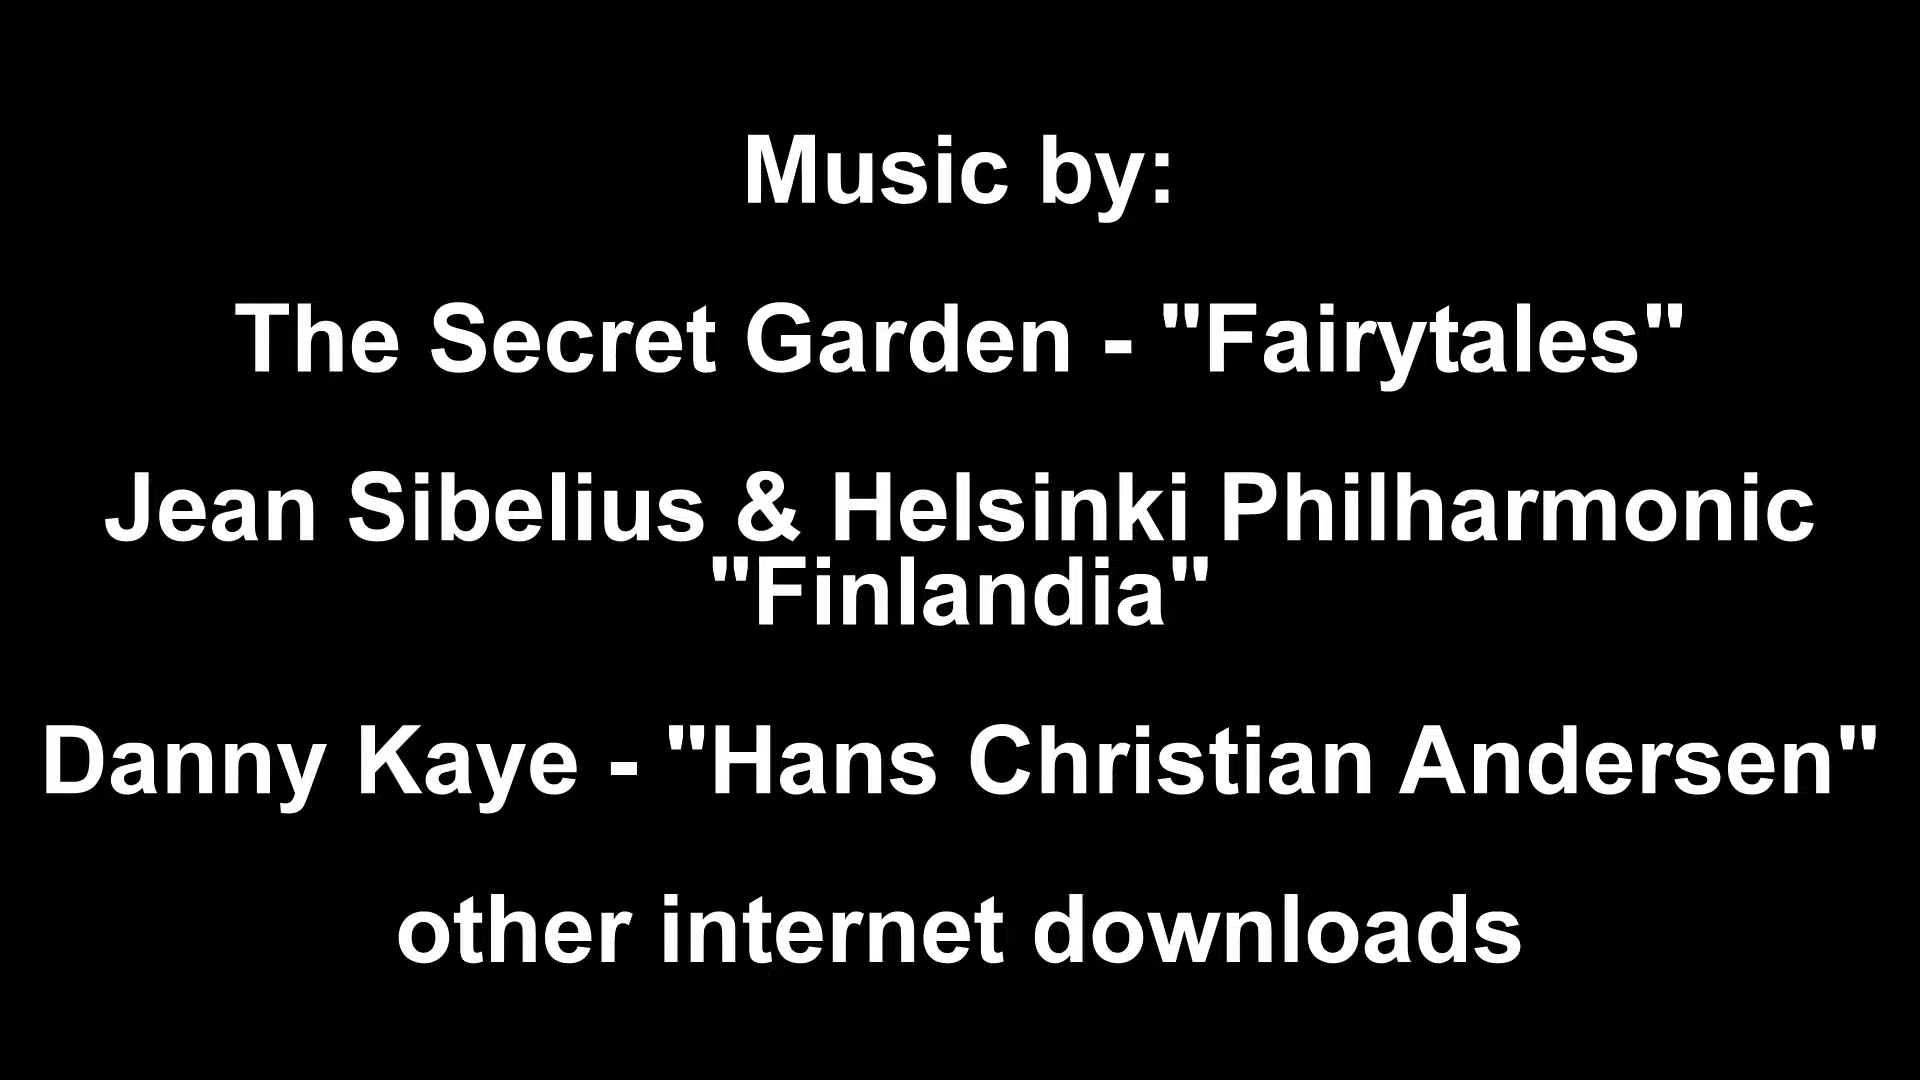 Music by:
The Secret Garden - "Fairytales"
Jean Sibelius & Helsinki Philharmonic
"Finlandia"
Danny Kaye - "Hans Christian Andersen"
other internet downloads